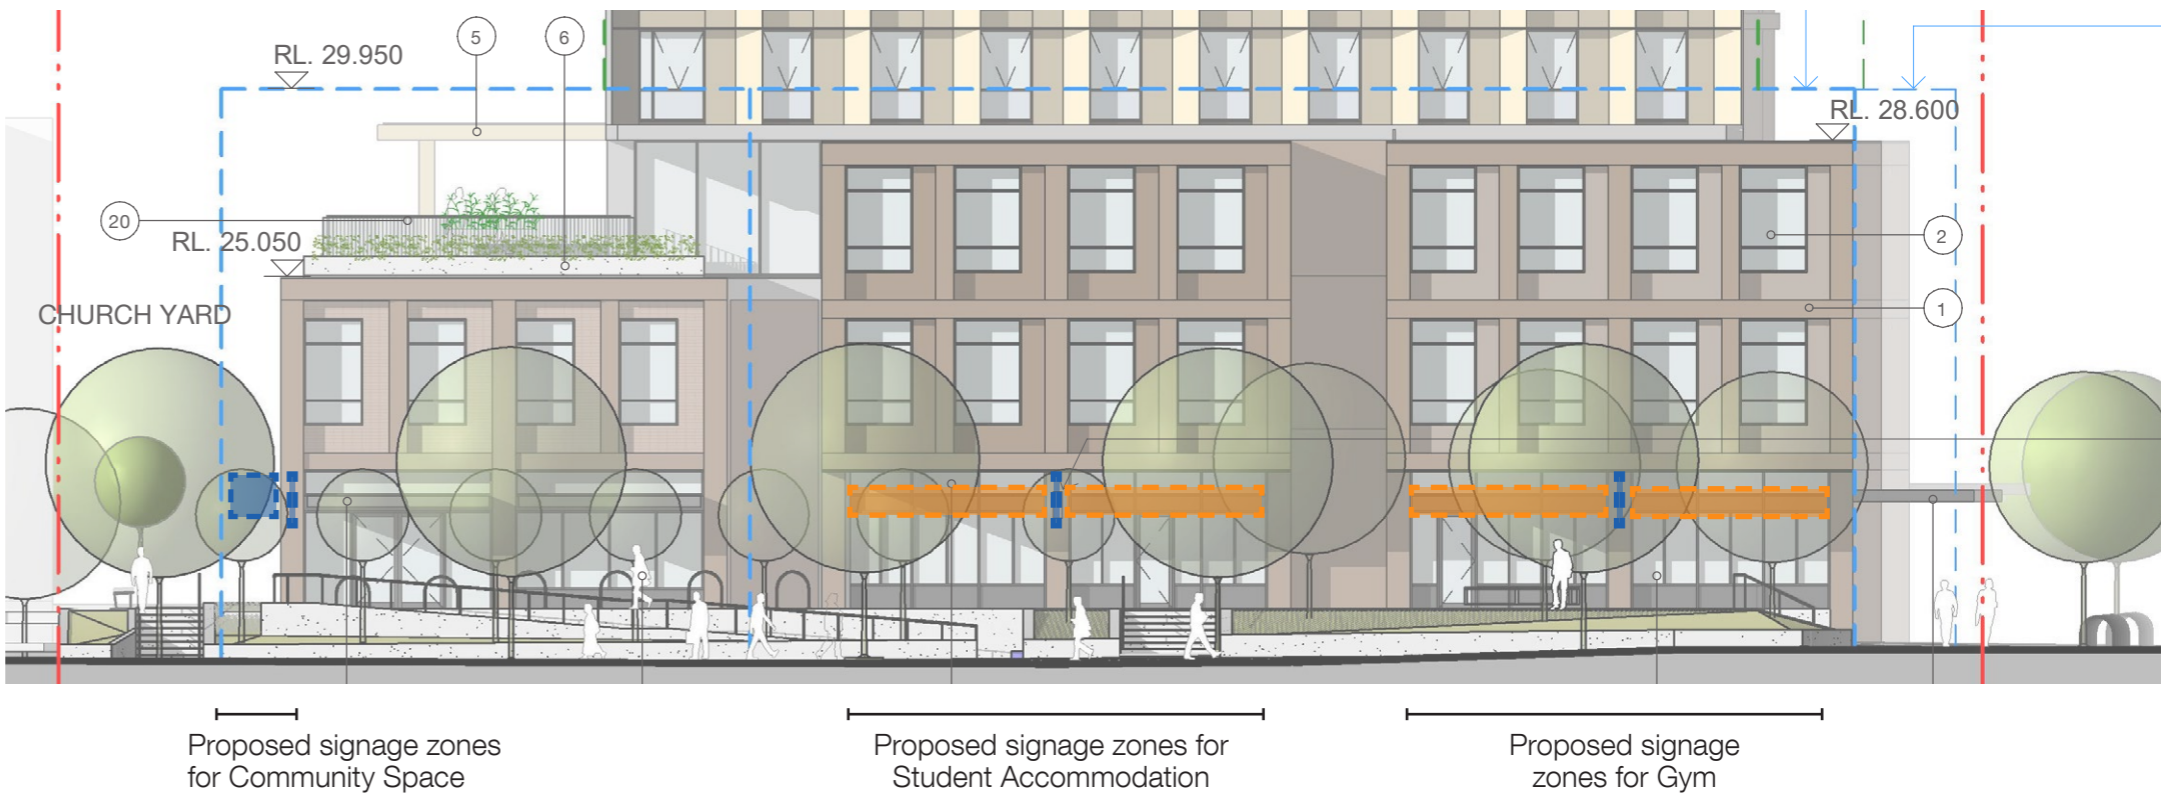 RL. 29.950
5
6
RL. 28.600
20
RL. 25.050
2
CHURCH YARD
1
Proposed signage zones
for Community Space
Proposed signage zones for
Student Accommodation
Proposed signage
zones for Gym